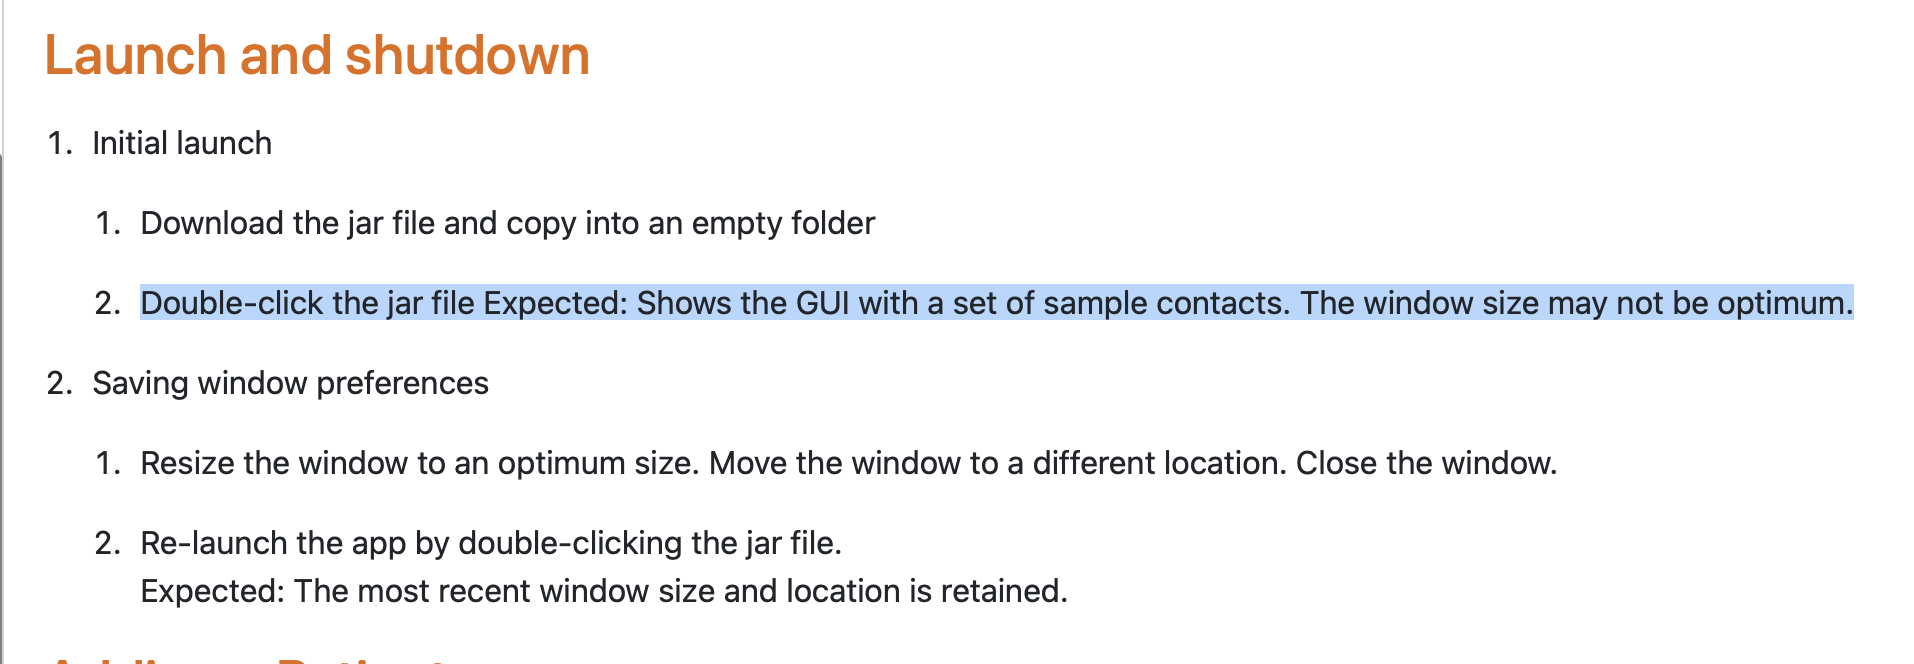 Launch and shutdown
1. Initial launch
1. Download the jar file and copy into an empty folder
2. Double-click the jar file Expected: Shows the GUI with a set of sample contacts. The window size may not be optimum.
2. Saving window preferences
1. Resize the window to an optimum size. Move the window to a different location. Close the window.
2. Re-launch the app by double-clicking the jar file.
Expected: The most recent window size and location is retained.